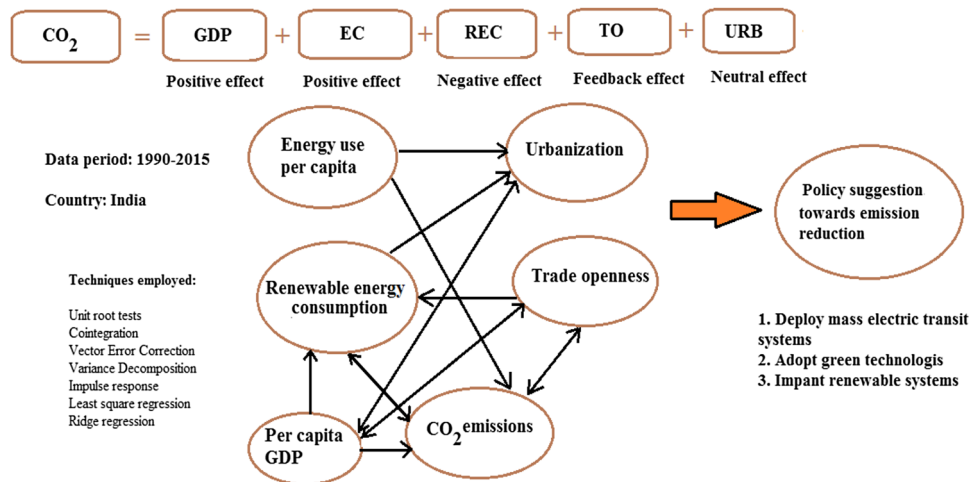 CO2 = GDP + EC + REC + TO + URB
Positive effect Positive effect Negative effect Feedback effect Neutral effect
Data period: 1990-2015
Country: India
Techniques employed:
Unit root tests
Cointegration
Vector Error Correction
Variance Decomposition
Impulse response
Least square regression
Ridge regression
Energy use
per capita
Urbanization
Renewable energy
consumption
Trade openness
Per capita
GDP
CO2 emissions
Policy suggestion
towards emission
reduction
1. Deploy mass electric transit
systems
2. Adopt green technologis
3. Impant renewable systems